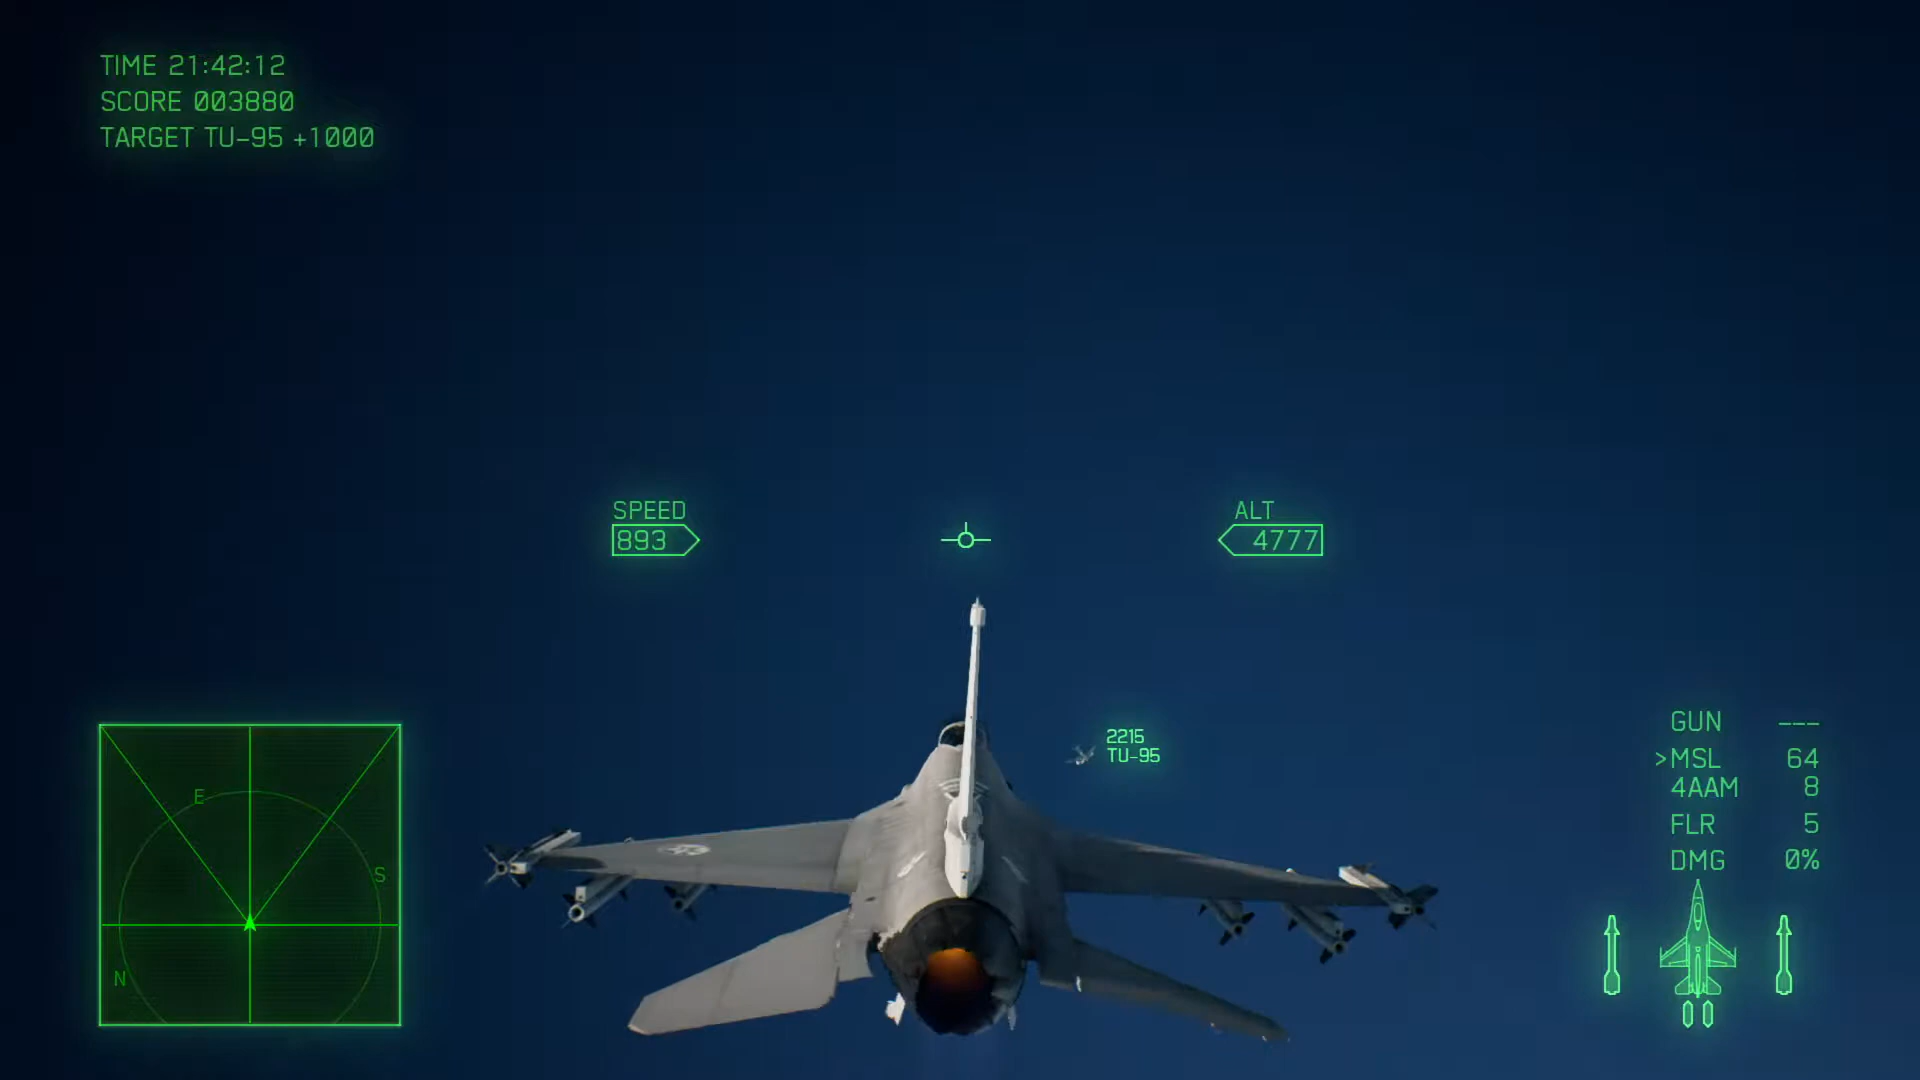 TIME 21:42:12
SCORE 003880
TARGET TU-95 +1000
SPEED
893
ALT
4777
2215
TU-95
GUN ---
>MSL 64
4AAM 8
FLR 5
DMG 0%
E
S
N